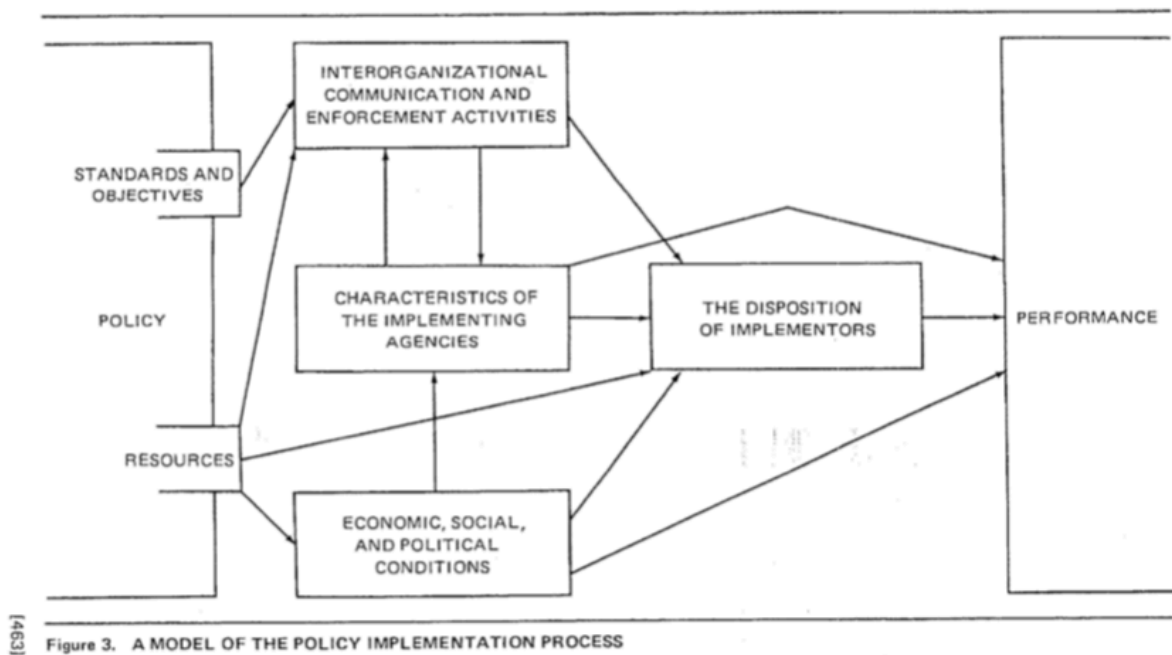 INTERORGANIZATIONAL
COMMUNICATION AND
ENFORCEMENT ACTIVITIES
STANDARDS AND
OBJECTIVES
POLICY
CHARACTERISTICS OF
THE IMPLEMENTING
AGENCIES
THE DISPOSITION
OF IMPLEMENTORS
PERFORMANCE
RESOURCES
ECONOMIC, SOCIAL,
AND POLITICAL
CONDITIONS
[463]
Figure 3. A MODEL OF THE POLICY IMPLEMENTATION PROCESS